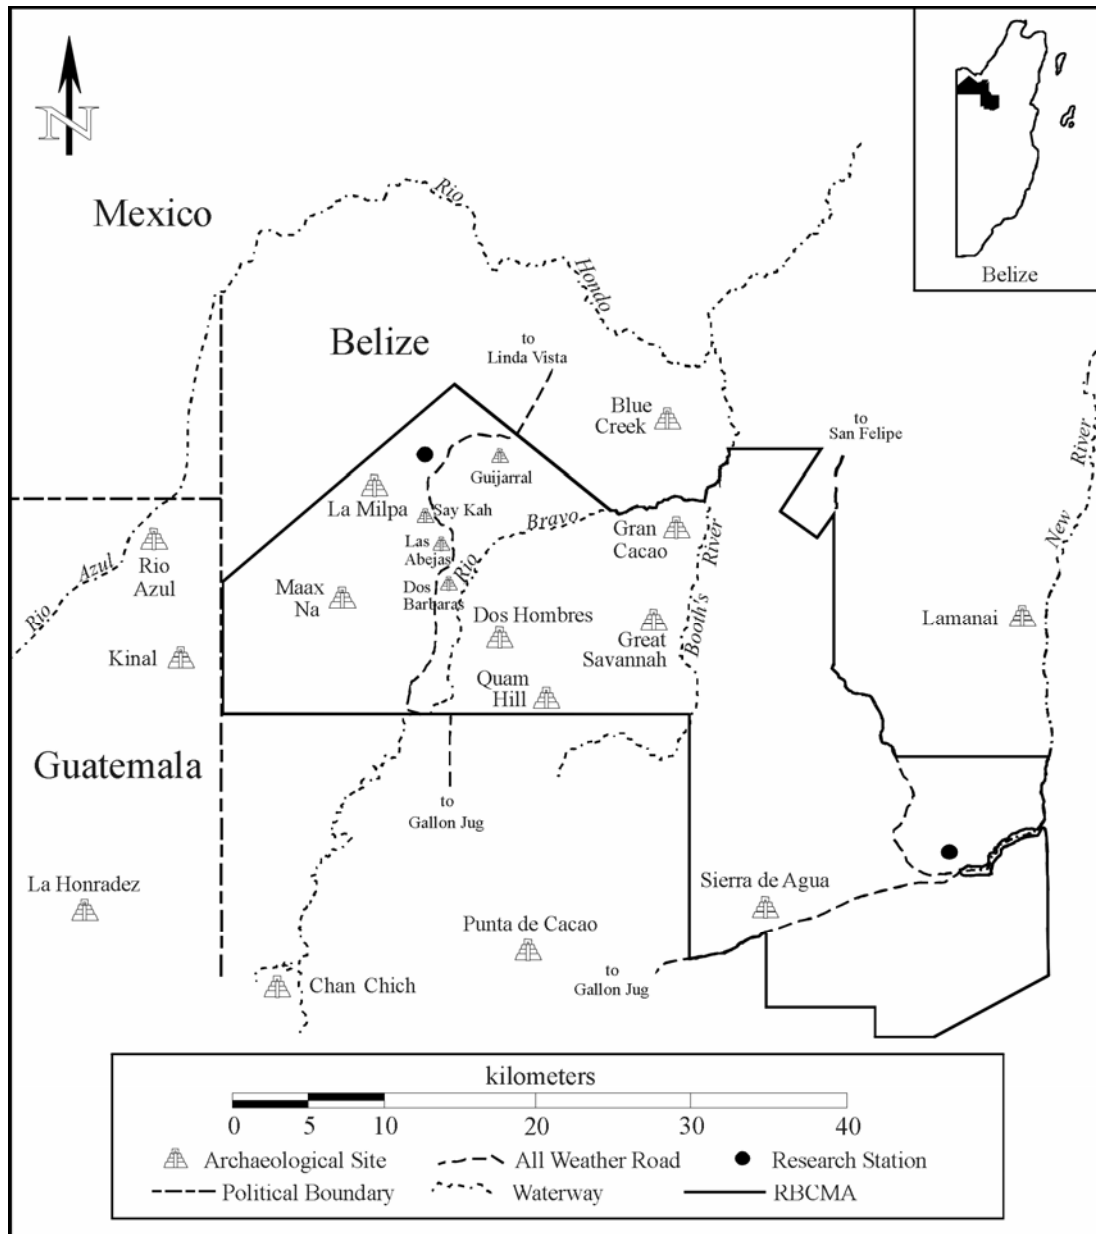 N
Mexico
Belize
Rio
Hondo
Belize
to
Linda Vista
Blue
Creek
to
San Felipe
New
River
Guijarral
La Milpa
Say Kah
Las
Abejas
Bravo
Rio
Gran
Cacao
River
Booth's
Rio
Azul
Rio
Azul
Maax
Na
Dos
Barbaras
Dos Hombres
Great
Savannah
Lamanai
Kinal
Quam
Hill
Guatemala
to
Gallon Jug
La Honradez
Sierra de Agua
Punta de Cacao
to
Gallon Jug
Chan Chich
kilometers
0 5 10 20 30 40
Archaeological Site
All Weather Road
Research Station
Political Boundary
Waterway
RBCMA